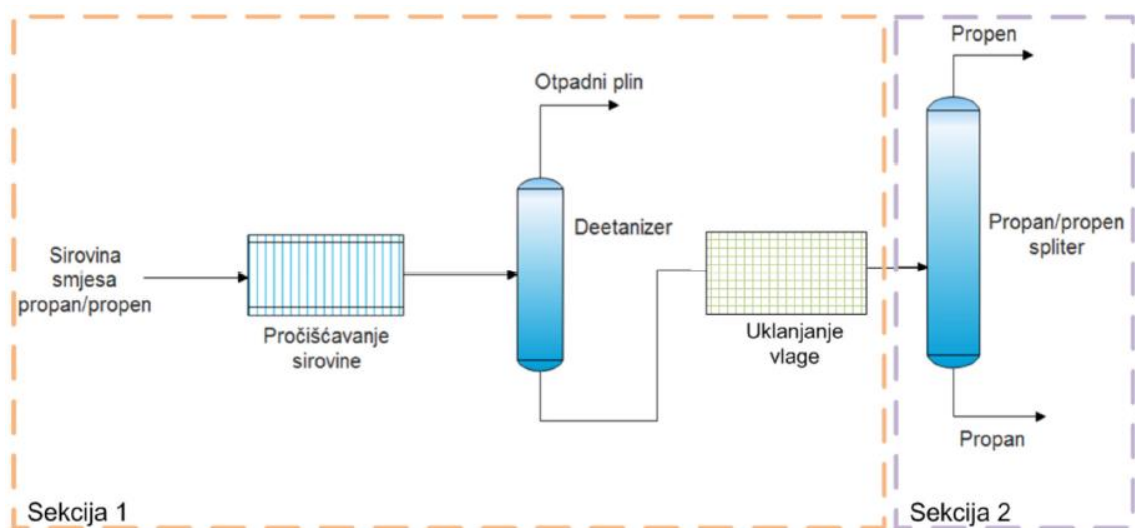 Sirovina
smjesa
propan/propen
Pročišćavanje
sirovine
Otpadni plin
Deetanizer
Uklanjanje
vlage
Sekcija 1
Propen
Propan/propen
spliter
Propan
Sekcija 2